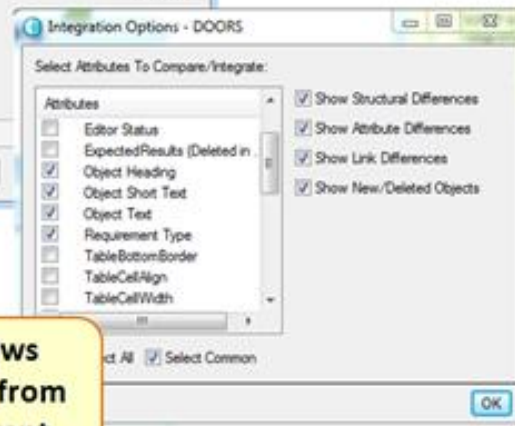 Integration Options - DOORS
Select Attributes To Compare/Integrate:
Attributes
Editor Status
ExpectedResults (Deleted in .
Object Heading
Object Short Text
Object Text
Requirement Type
TableBottomBorder
TableCellAlign
TableCellWidth
Show Structural Differences
Show Attribute Differences
Show Link Differences
Show New/Deleted Objects
ct All
Select Common
OK
ws
from